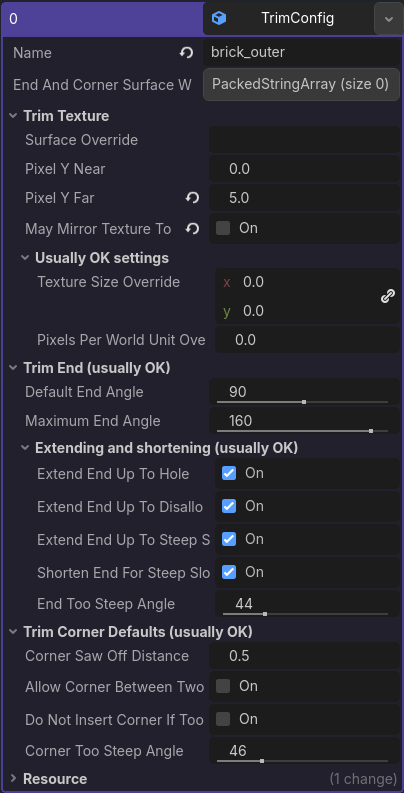 0 TrimConfig
Name brick_outer
End And Corner Surface W PackedStringArray (size 0)
Trim Texture
Surface Override
Pixel Y Near 0.0
Pixel Y Far 5.0
May Mirror Texture To On
Usually OK settings
Texture Size Override x 0.0
y 0.0
Pixels Per World Unit Ove 0.0
Trim End (usually OK)
Default End Angle 90
Maximum End Angle 160
Extending and shortening (usually OK)
Extend End Up To Hole On
Extend End Up To Disallo On
Extend End Up To Steep S On
Shorten End For Steep Slo On
End Too Steep Angle 44
Trim Corner Defaults (usually OK)
Corner Saw Off Distance 0.5
Allow Corner Between Two On
Do Not Insert Corner If Too On
Corner Too Steep Angle 46
Resource (1 change)